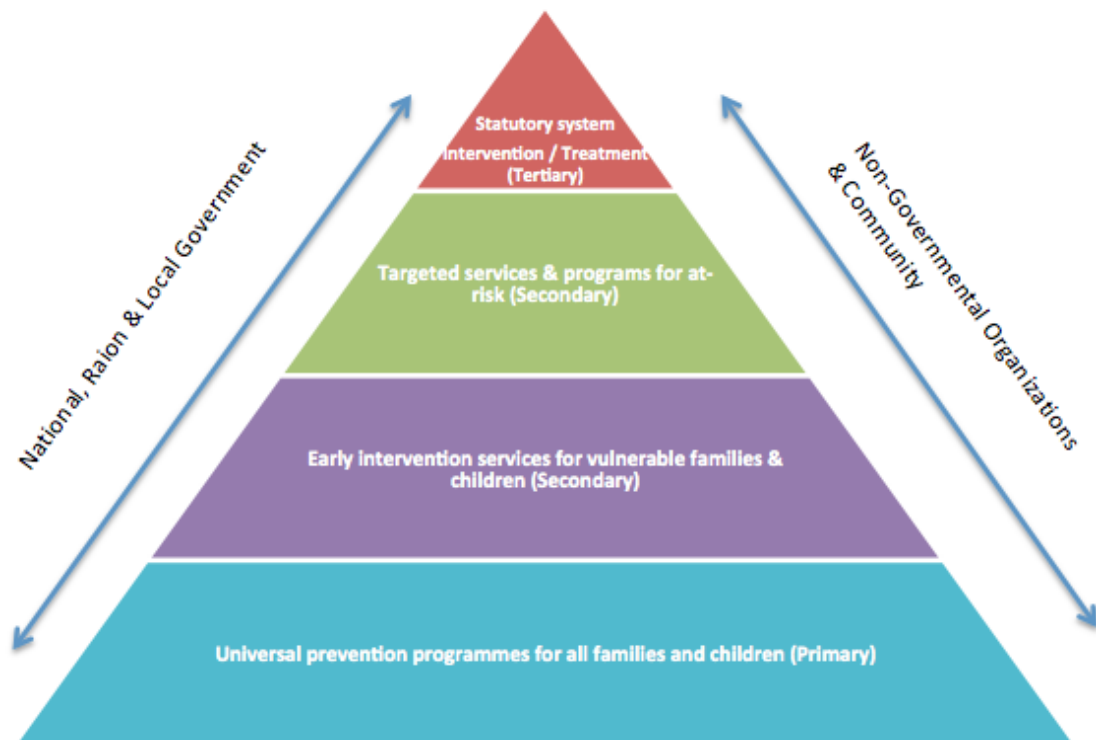 Statutory system
Intervention / Treatment
(Tertiary)
National, Raion & Local Government
Non-Governmental Organizations
& Community
Targeted services & programs for at-
risk (Secondary)
Early intervention services for vulnerable families &
children (Secondary)
Universal prevention programmes for all families and children (Primary)